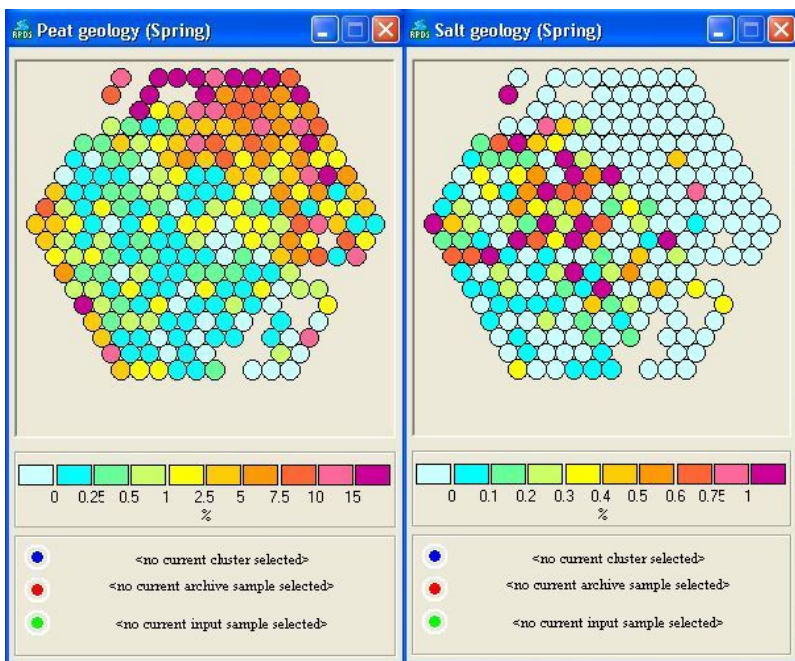 RPDS Peat geology (Spring)
RPDS Salt geology (Spring)
0 0.25 0.5 1 2.5 5 7.5 10 15
%
0 0.1 0.2 0.3 0.4 0.5 0.6 0.75 1
%
<no current cluster selected>
<no current archive sample selected>
<no current input sample selected>
<no current cluster selected>
<no current archive sample selected>
<no current input sample selected>